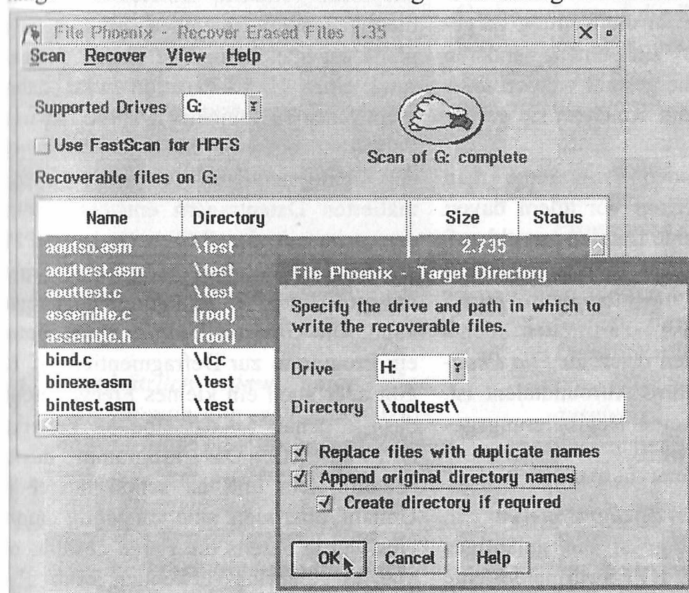 File Phoenix - Recover Erased Files 1.35
Scan Recover View Help
Supported Drives G:
Use FastScan for HPFS
Scan of G: complete
Recoverable files on G:
Name Directory Size Status
aoutso.asm \test 2.735
aouttest.asm \test
aouttest.c \test
assemble.c (root)
assemble.h (root)
bind.c \lcc
binexe.asm \test
bintest.asm \test
File Phoenix - Target Directory
Specify the drive and path in which to
write the recoverable files.
Drive H:
Directory \tooltest\
Replace files with duplicate names
Append original directory names
Create directory if required
OK Cancel Help